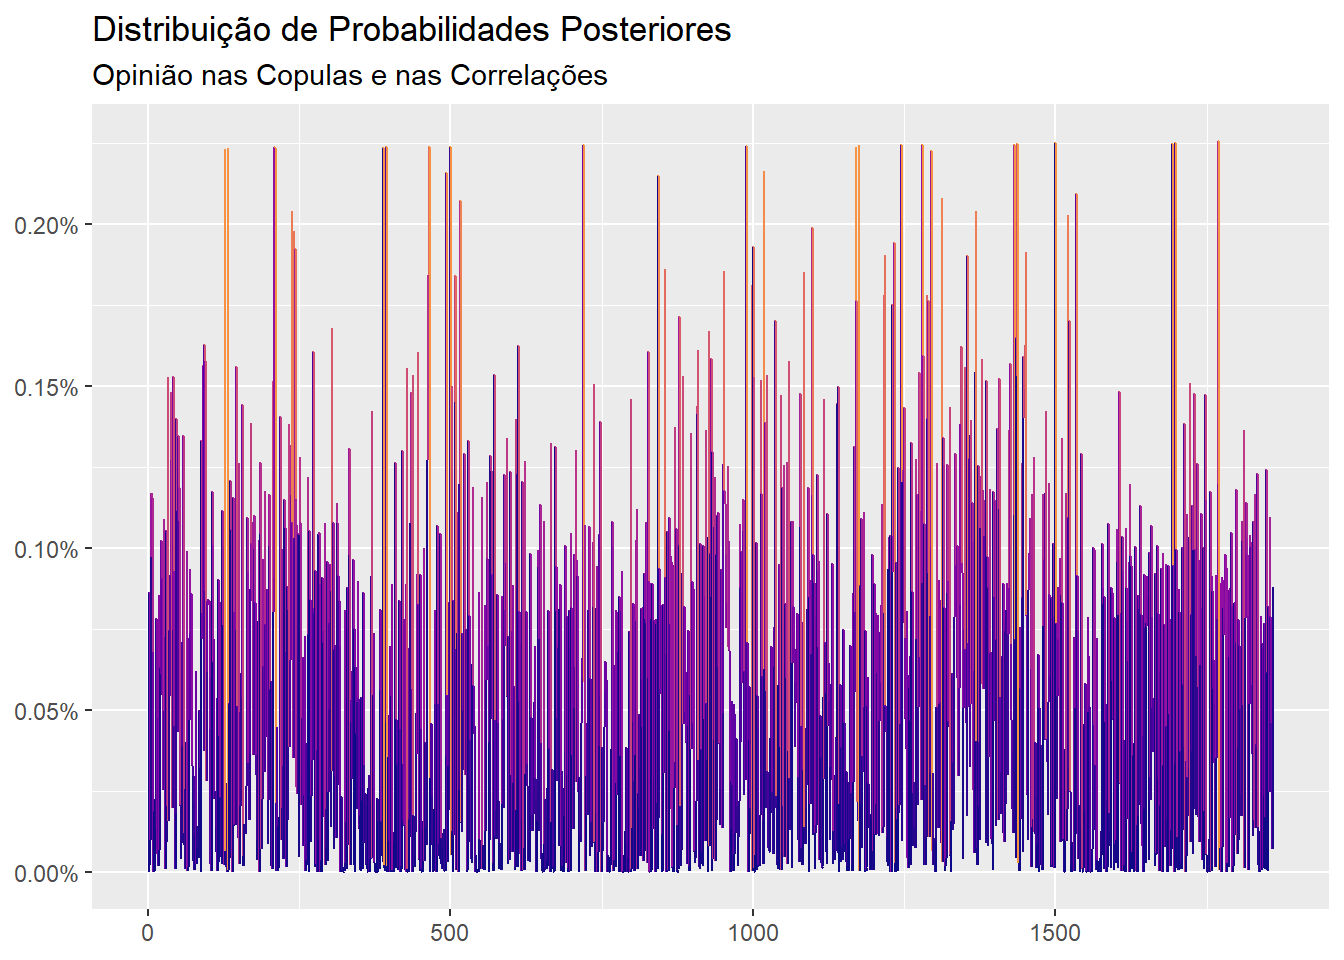 Distribuição de Probabilidades Posteriores
Opinião nas Copulas e nas Correlações
0.20%
0.15%
0.10%
0.05%
0.00%
0 500 1000 1500